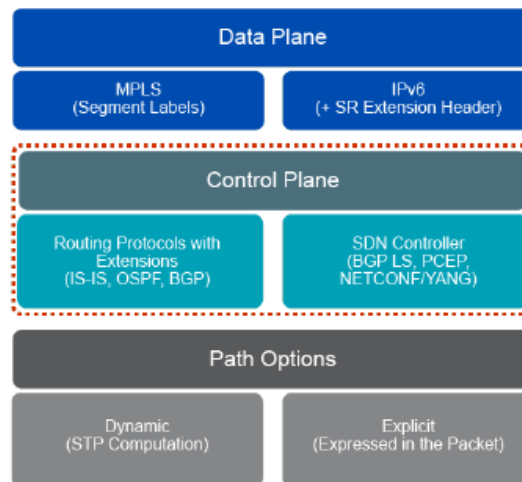 Data Plane
MPLS
(Segment Labels)
IPv6
(+ SR Extension Header)
Control Plane
Routing Protocols with
Extensions
(IS-IS, OSPF, BGP)
SDN Controller
(BGP LS, PCEP,
NETCONF/YANG)
Path Options
Dynamic
(STP Computation)
Explicit
(Expressed in the Packet)